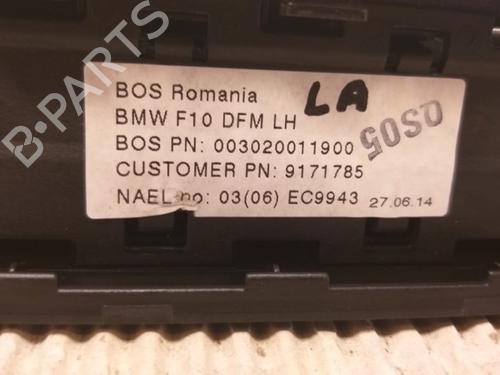 B-PARTS
BOS Romania LA
BMW F10 DFM LH
BOS PN: 003020011900 QS05
CUSTOMER PN: 9171785
NAEL no: 03(06) EC9943 27.06.14